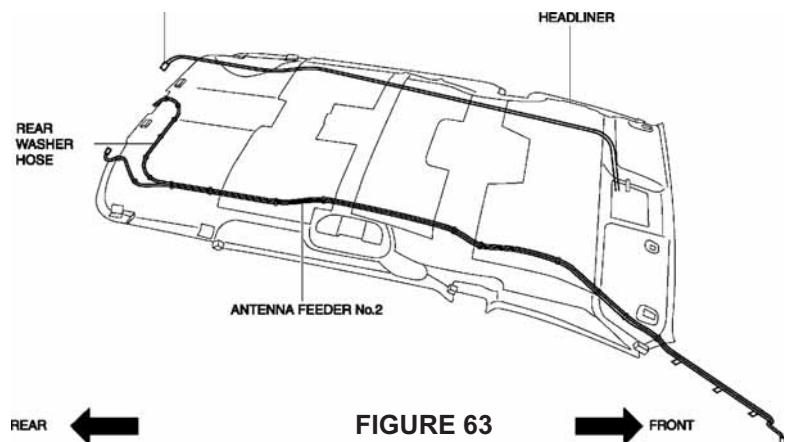 HEADLINER
REAR
WASHER
HOSE
ANTENNA FEEDER No.2
REAR
FIGURE 63
FRONT